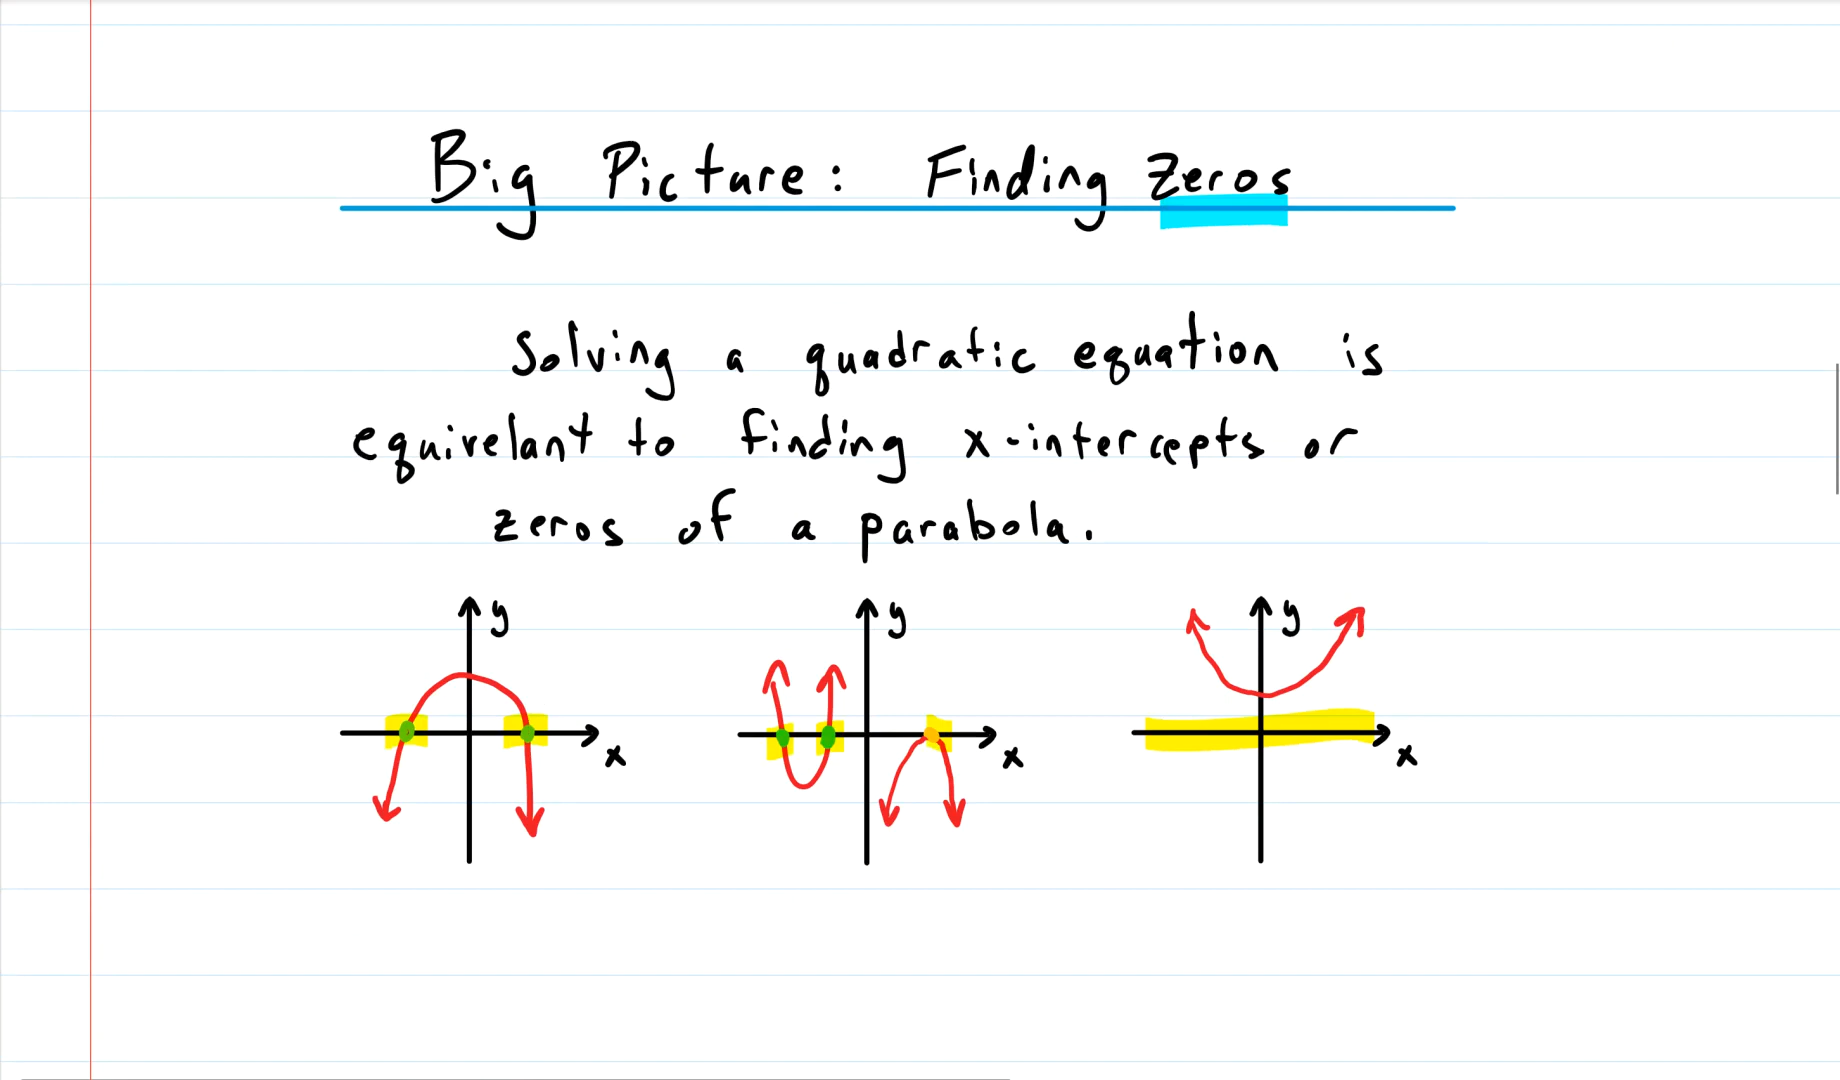 Big Picture: Finding Zeros
Solving a quadratic equation is
equivelant to finding x-intercepts or
zeros of a parabola.
y y y
x x x